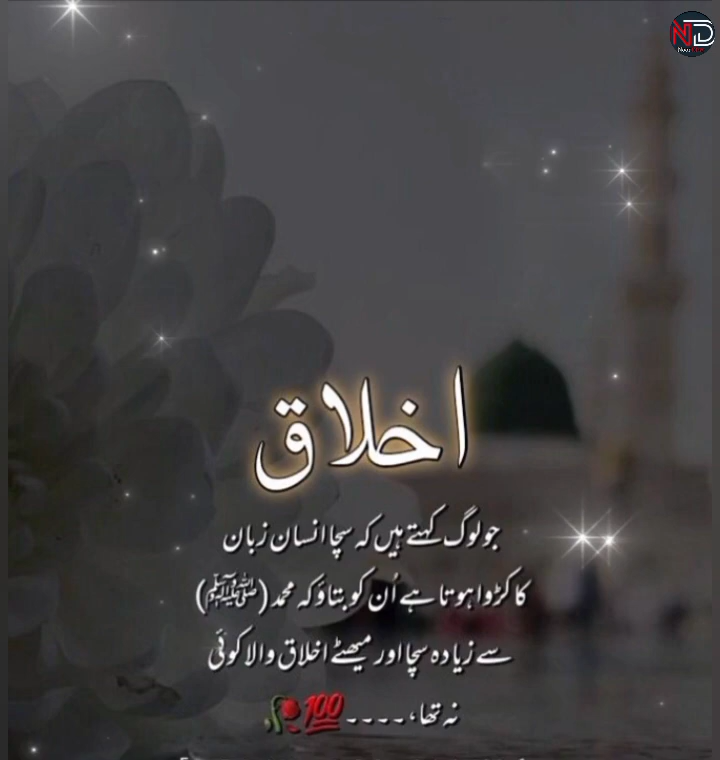 ND
اخلاق
جو لوگ کہتے ہیں کہ سچا انسان زبان
کا کڑوا ہوتا ہے اُن کو بتاؤ کہ محمد (ﷺ)
سے زیادہ سچا اور میٹھے اخلاق والا کوئی
نہ تھا،۔۔۔۔💯🥀